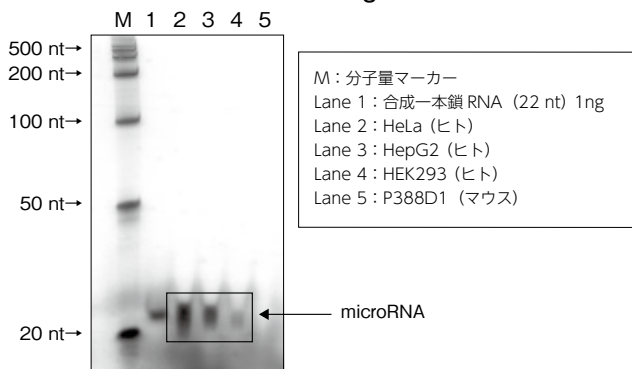 M 1 2 3 4 5
500 nt→
200 nt→
100 nt→
50 nt→
20 nt→
microRNA
M：分子量マーカー
Lane 1：合成一本鎖 RNA（22 nt）1ng
Lane 2：HeLa（ヒト）
Lane 3：HepG2（ヒト）
Lane 4：HEK293（ヒト）
Lane 5：P388D1（マウス）